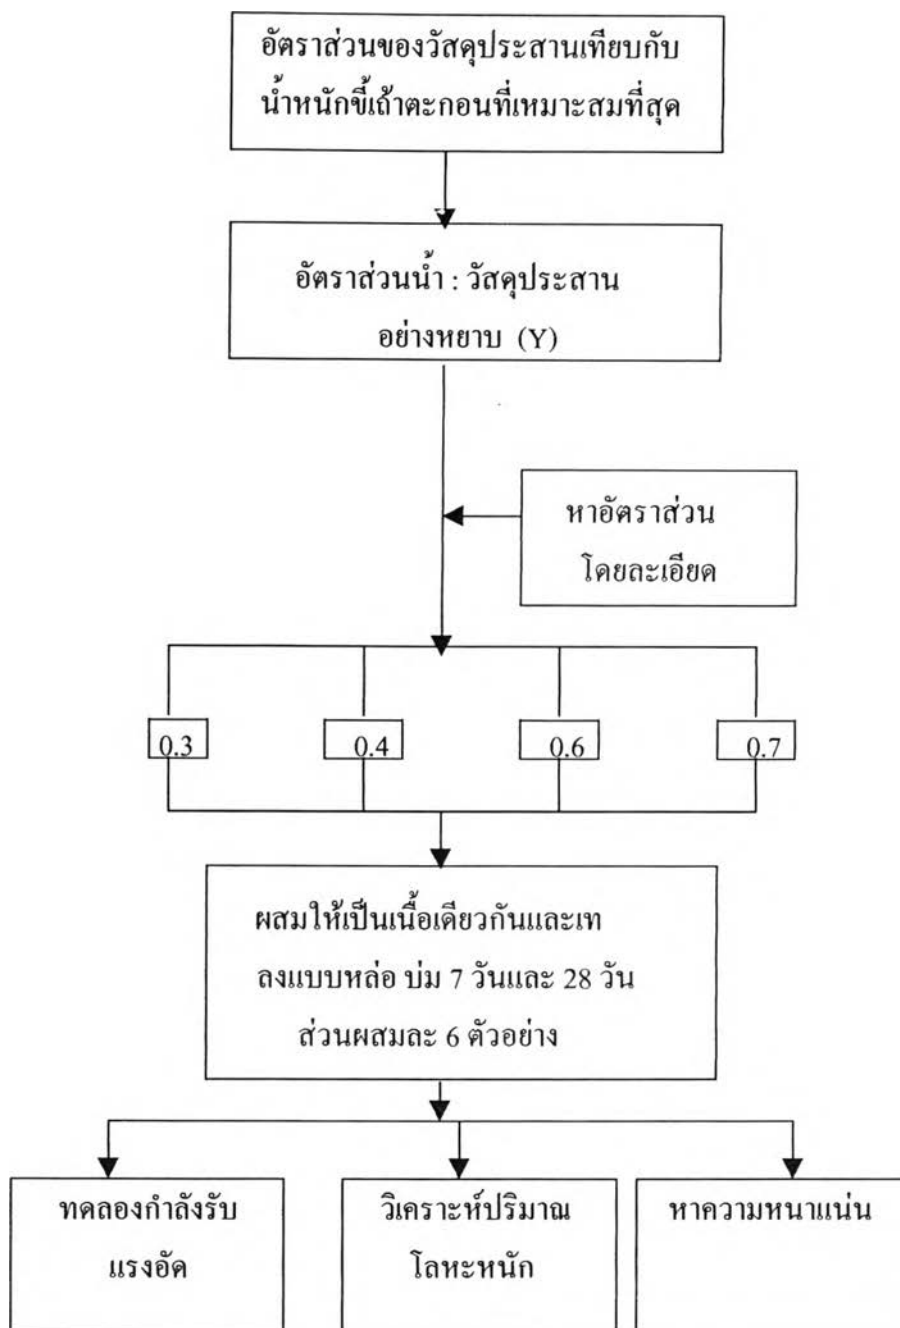 อัตราส่วนของวัสดุประสานเทียบกับ
น้ำหนักขี้เถ้าตะกอนที่เหมาะสมที่สุด
อัตราส่วนน้ำ : วัสดุประสาน
อย่างหยาบ (Y)
หาอัตราส่วน
โดยละเอียด
0.3
0.4
0.6
0.7
ผสมให้เป็นเนื้อเดียวกันและเท
ลงแบบหล่อ บ่ม 7 วันและ 28 วัน
ส่วนผสมละ 6 ตัวอย่าง
ทดลองกำลังรับ
แรงอัด
วิเคราะห์ปริมาณ
โลหะหนัก
หาความหนาแน่น